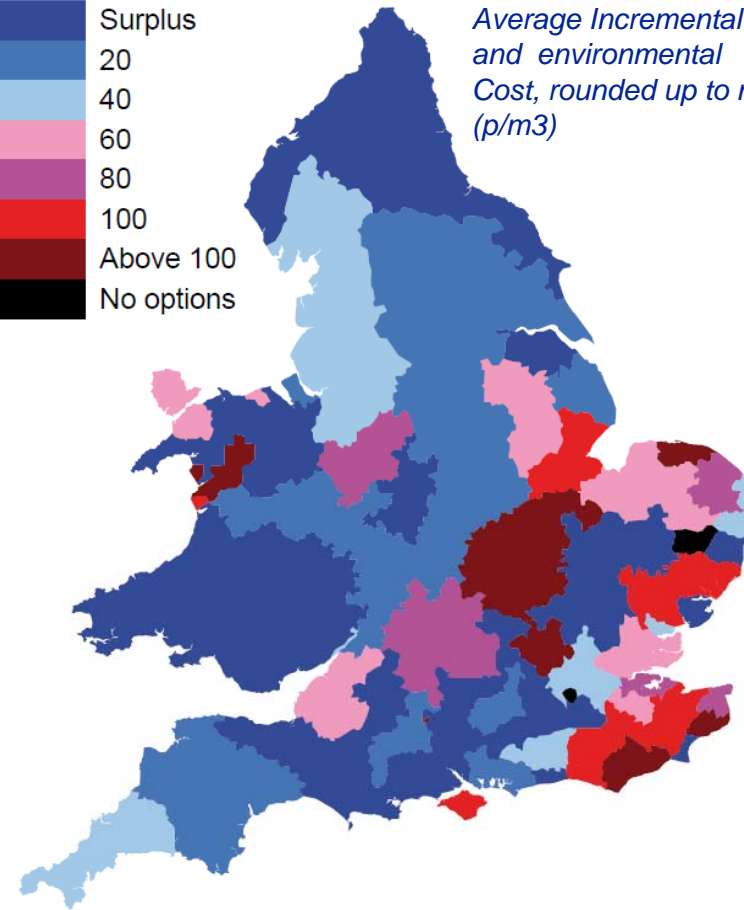 Surplus
20
40
60
80
100
Above 100
No options
Average Incremental
and environmental
Cost, rounded up to
(p/m3)